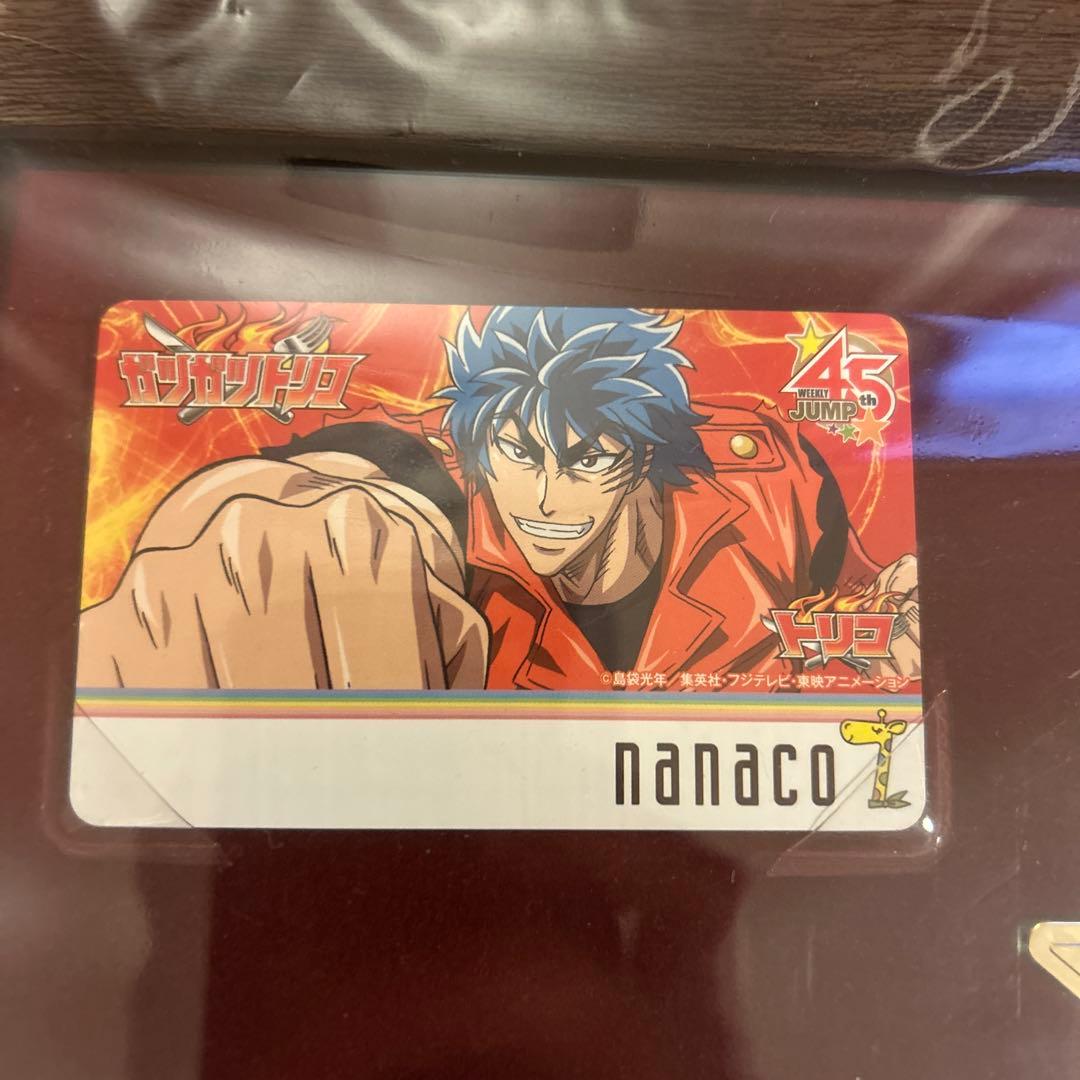 ガツガツトリコ
45th
WEEKLY
JUMP
トリコ
©島袋光年／集英社・フジテレビ・東映アニメーション
nanaco